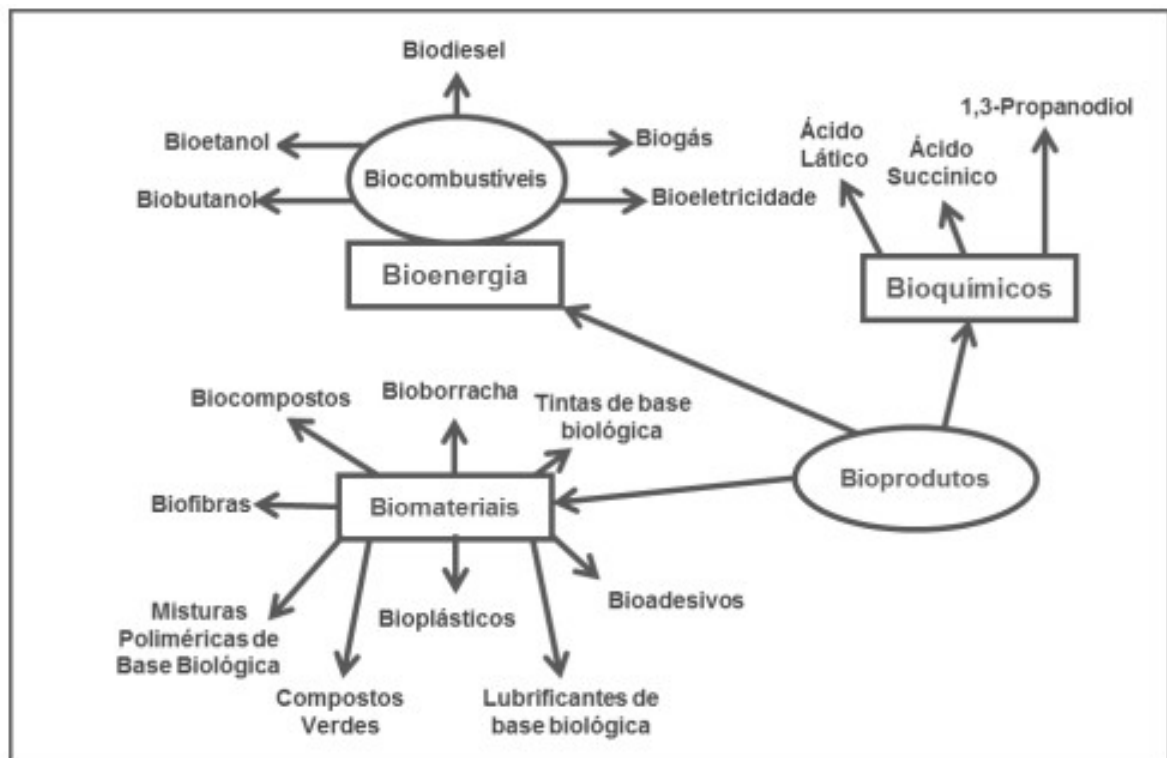 Biodiesel
1,3-Propanodiol
Bioetanol
Biogás
Ácido
Lático
Ácido
Succínico
Biocombustíveis
Biobutanol
Bioeletricidade
Bioenergia
Bioquímicos
Biocompostos
Bioborracha
Tintas de base
biológica
Bioprodutos
Biofibras
Biomateriais
Misturas
Poliméricas de
Base Biológica
Bioplásticos
Bioadesivos
Compostos
Verdes
Lubrificantes de
base biológica